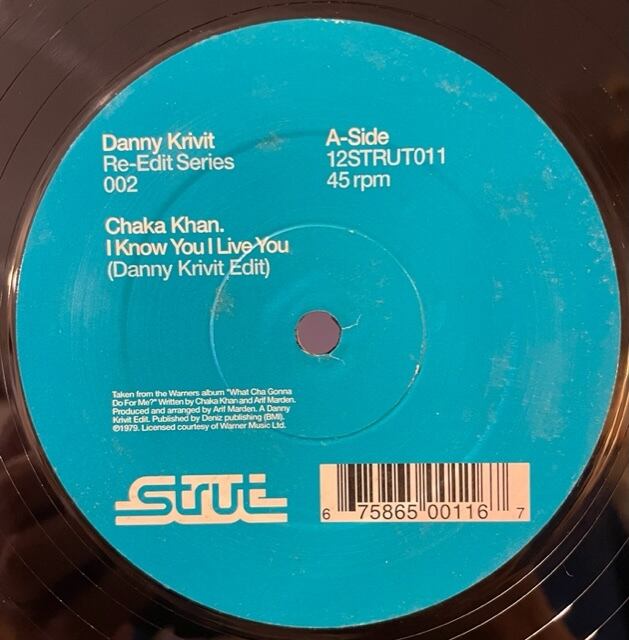 Danny Krivit
Re-Edit Series
002
A-Side
12STRUT011
45 rpm
Chaka Khan.
I Know You I Live You
(Danny Krivit Edit)
Taken from the Warners album "What Cha Gonna
Do For Me?" Written by Chaka Khan and Arif Marden.
Produced and arranged by Arif Marden. A Danny
Krivit Edit. Published by Deniz publishing (BMI).
©1979. Licensed courtesy of Warner Music Ltd.
Strut
6 75865 00116 7